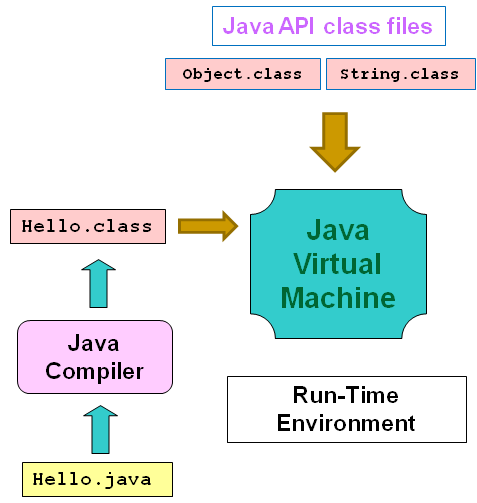 Java API class files
Object.class
String.class
Hello.class
Java
Virtual
Machine
Java
Compiler
Run-Time
Environment
Hello.java